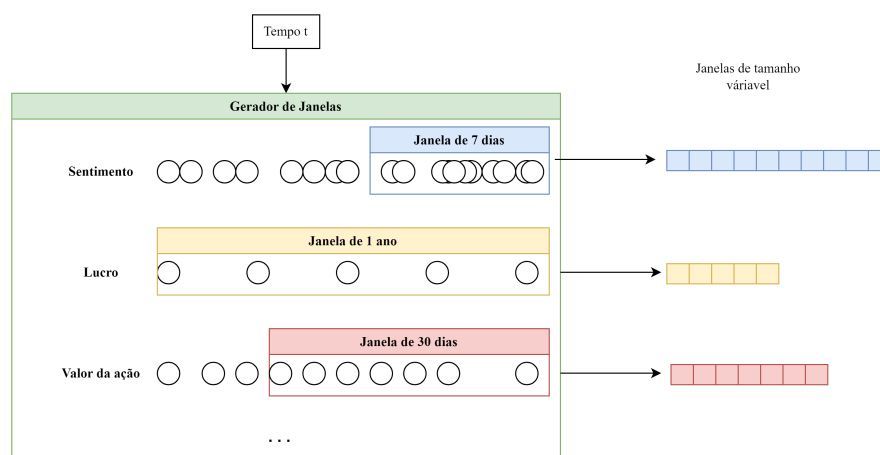 Tempo t
Janelas de tamanho
váriavel
Gerador de Janelas
Janela de 7 dias
Sentimento
Janela de 1 ano
Lucro
Janela de 30 dias
Valor da ação
...